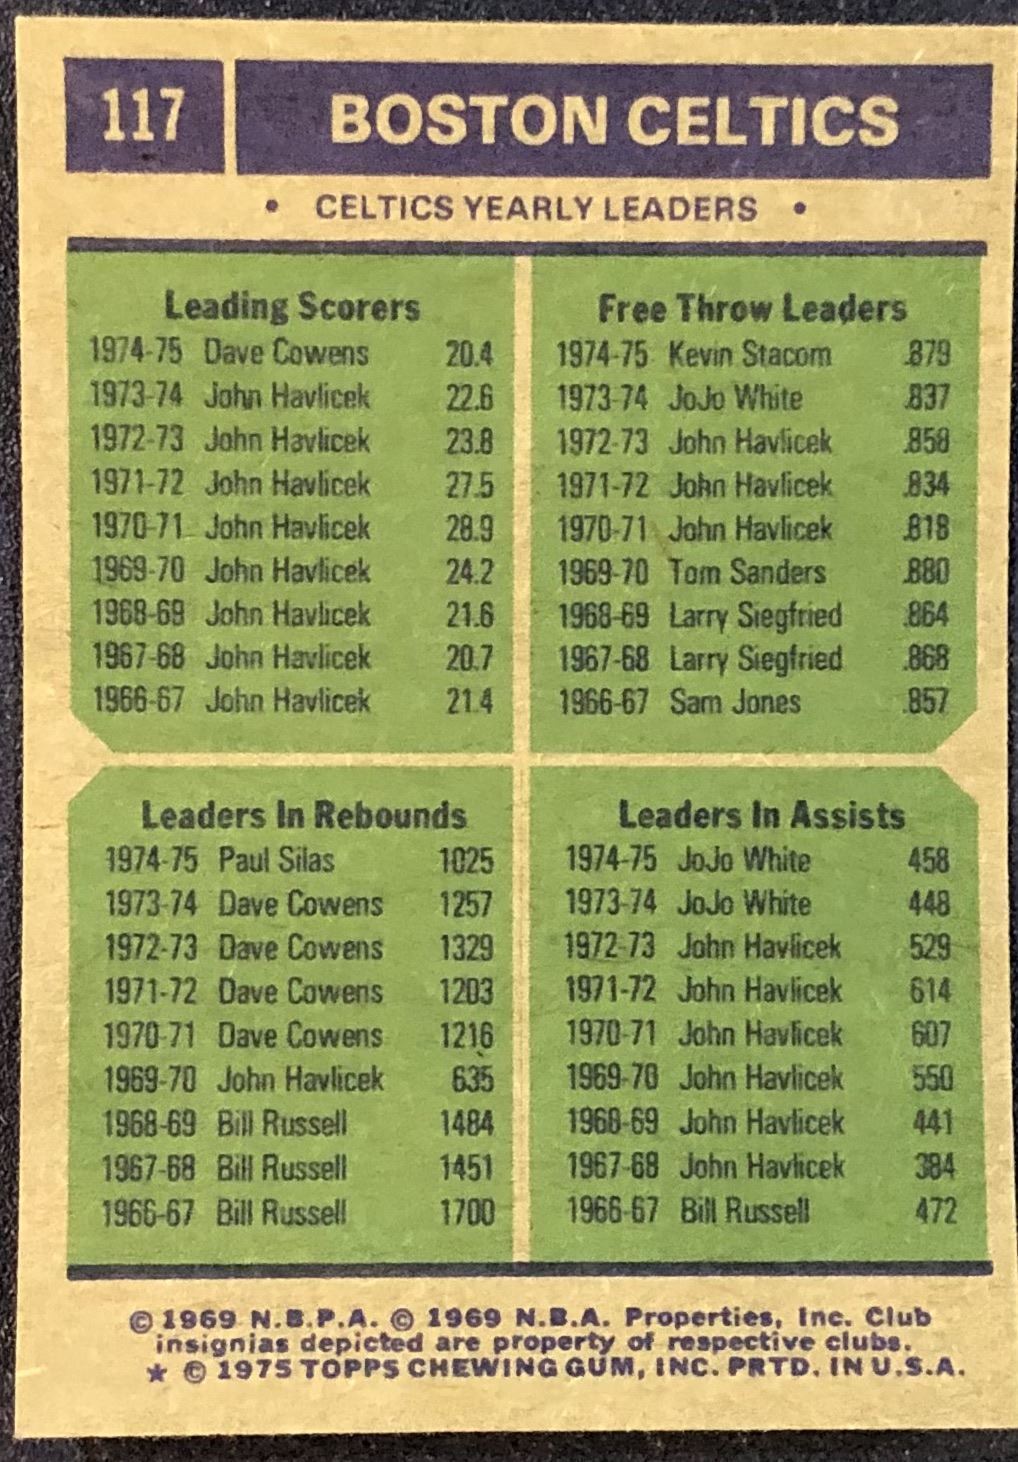 117 BOSTON CELTICS
• CELTICS YEARLY LEADERS •
Leading Scorers
1974-75 Dave Cowens 20.4
1973-74 John Havlicek 22.6
1972-73 John Havlicek 23.8
1971-72 John Havlicek 27.5
1970-71 John Havlicek 28.9
1969-70 John Havlicek 24.2
1968-69 John Havlicek 21.6
1967-68 John Havlicek 20.7
1966-67 John Havlicek 21.4
Free Throw Leaders
1974-75 Kevin Stacom .879
1973-74 JoJo White .837
1972-73 John Havlicek .858
1971-72 John Havlicek .834
1970-71 John Havlicek .818
1969-70 Tom Sanders .880
1968-69 Larry Siegfried .864
1967-68 Larry Siegfried .868
1966-67 Sam Jones .857
Leaders In Rebounds
1974-75 Paul Silas 1025
1973-74 Dave Cowens 1257
1972-73 Dave Cowens 1329
1971-72 Dave Cowens 1203
1970-71 Dave Cowens 1216
1969-70 John Havlicek 635
1968-69 Bill Russell 1484
1967-68 Bill Russell 1451
1966-67 Bill Russell 1700
Leaders In Assists
1974-75 JoJo White 458
1973-74 JoJo White 448
1972-73 John Havlicek 529
1971-72 John Havlicek 614
1970-71 John Havlicek 607
1969-70 John Havlicek 550
1968-69 John Havlicek 441
1967-68 John Havlicek 384
1966-67 Bill Russell 472
© 1969 N.B.P.A. © 1969 N.B.A. Properties, Inc. Club
insignias depicted are property of respective clubs.
★ © 1975 TOPPS CHEWING GUM, INC. PRTD. IN U.S.A.